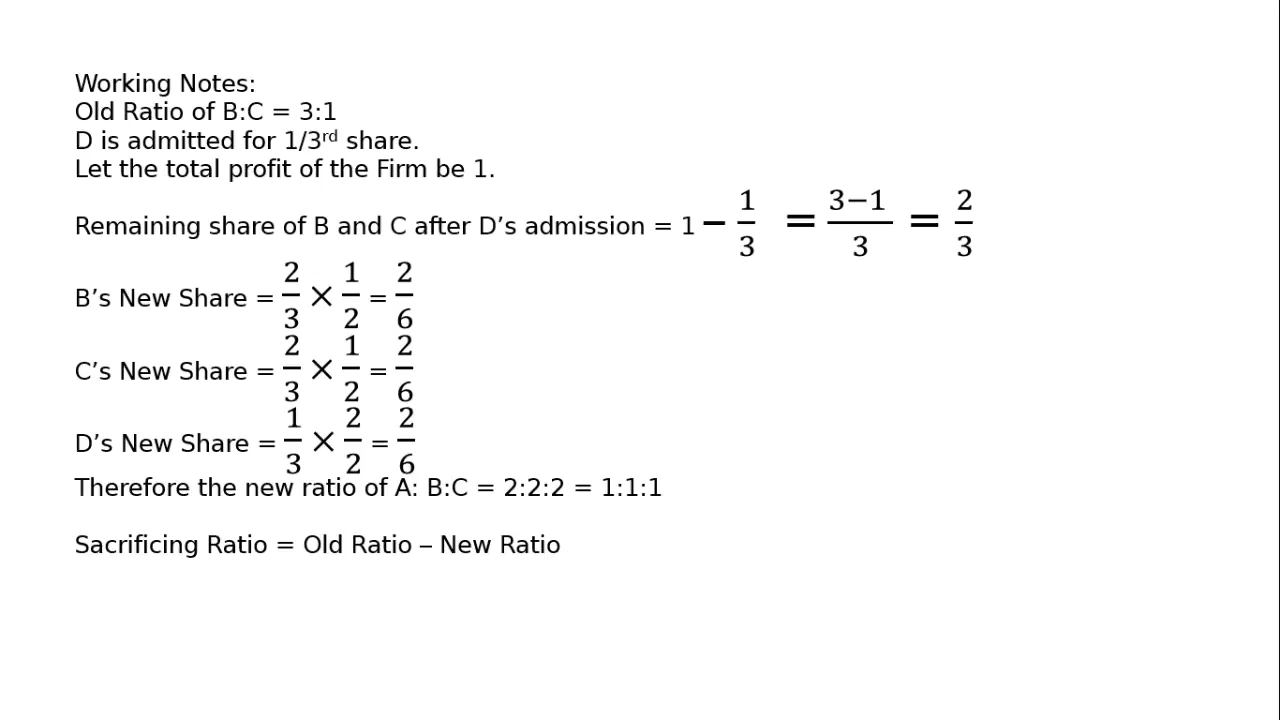 Working Notes:
Old Ratio of B:C = 3:1
D is admitted for 1/3rd share.
Let the total profit of the Firm be 1.
Remaining share of B and C after D’s admission = 1 − 1/3 = 3−1/3 = 2/3
B’s New Share = 2/3 × 1/2 = 2/6
C’s New Share = 2/3 × 1/2 = 2/6
D’s New Share = 1/3 × 2/2 = 2/6
Therefore the new ratio of A: B:C = 2:2:2 = 1:1:1
Sacrificing Ratio = Old Ratio – New Ratio